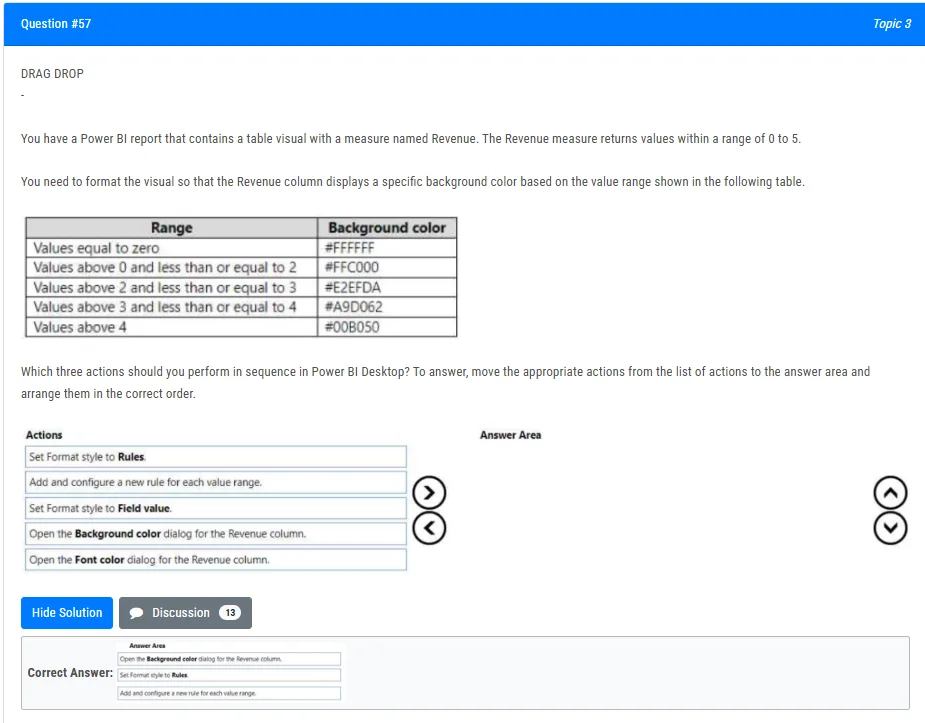 Question #57 Topic 3
DRAG DROP
-
You have a Power BI report that contains a table visual with a measure named Revenue. The Revenue measure returns values within a range of 0 to 5.
You need to format the visual so that the Revenue column displays a specific background color based on the value range shown in the following table.
Range Background color
Values equal to zero #FFFFFF
Values above 0 and less than or equal to 2 #FFC000
Values above 2 and less than or equal to 3 #E2EFDA
Values above 3 and less than or equal to 4 #A9D062
Values above 4 #00B050
Which three actions should you perform in sequence in Power BI Desktop? To answer, move the appropriate actions from the list of actions to the answer area and
arrange them in the correct order.
Actions Answer Area
Set Format style to Rules.
Add and configure a new rule for each value range.
Set Format style to Field value.
Open the Background color dialog for the Revenue column.
Open the Font color dialog for the Revenue column.
Hide Solution Discussion 13
Answer Area
Open the Background color dialog for the Revenue column.
Correct Answer: Set Format style to Rules.
Add and configure a new rule for each value range.